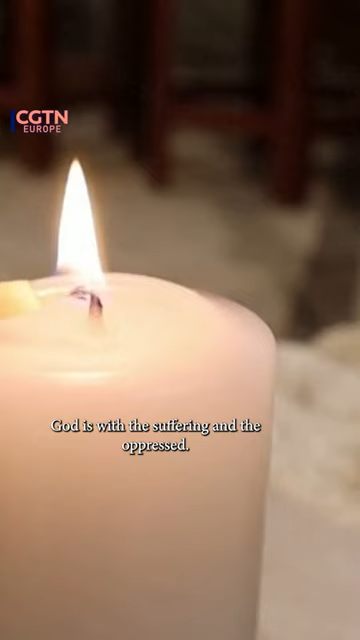 CGTN
EUROPE
God is with the suffering and the
oppressed.